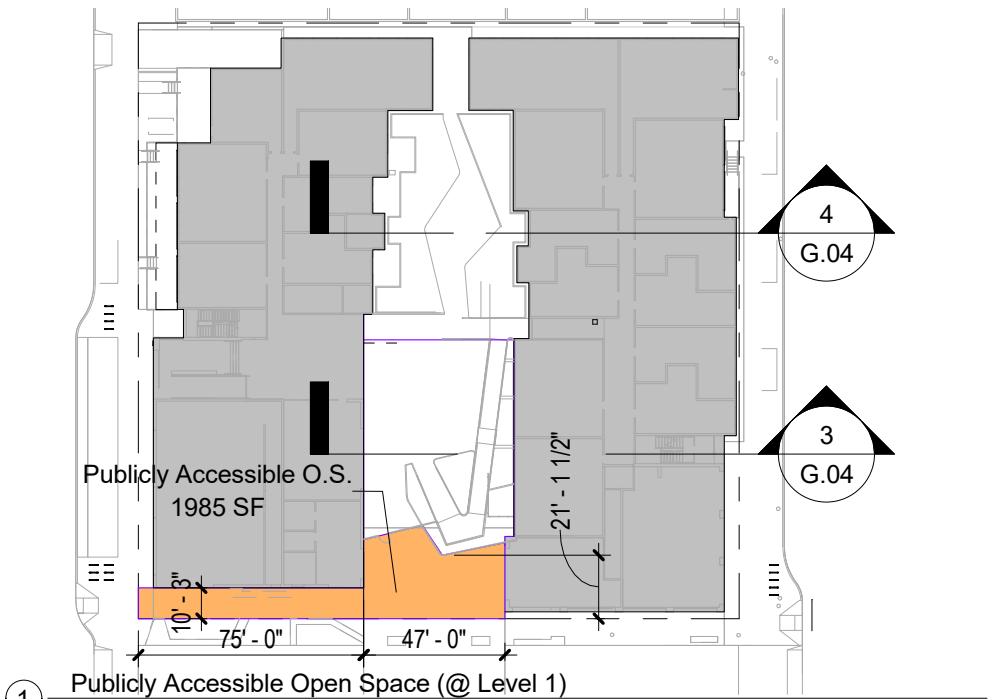 4
G.04
3
G.04
Publicly Accessible O.S.
1985 SF
21' - 1 1/2"
10' - 3"
75' - 0"
47' - 0"
1
Publicly Accessible Open Space (@ Level 1)